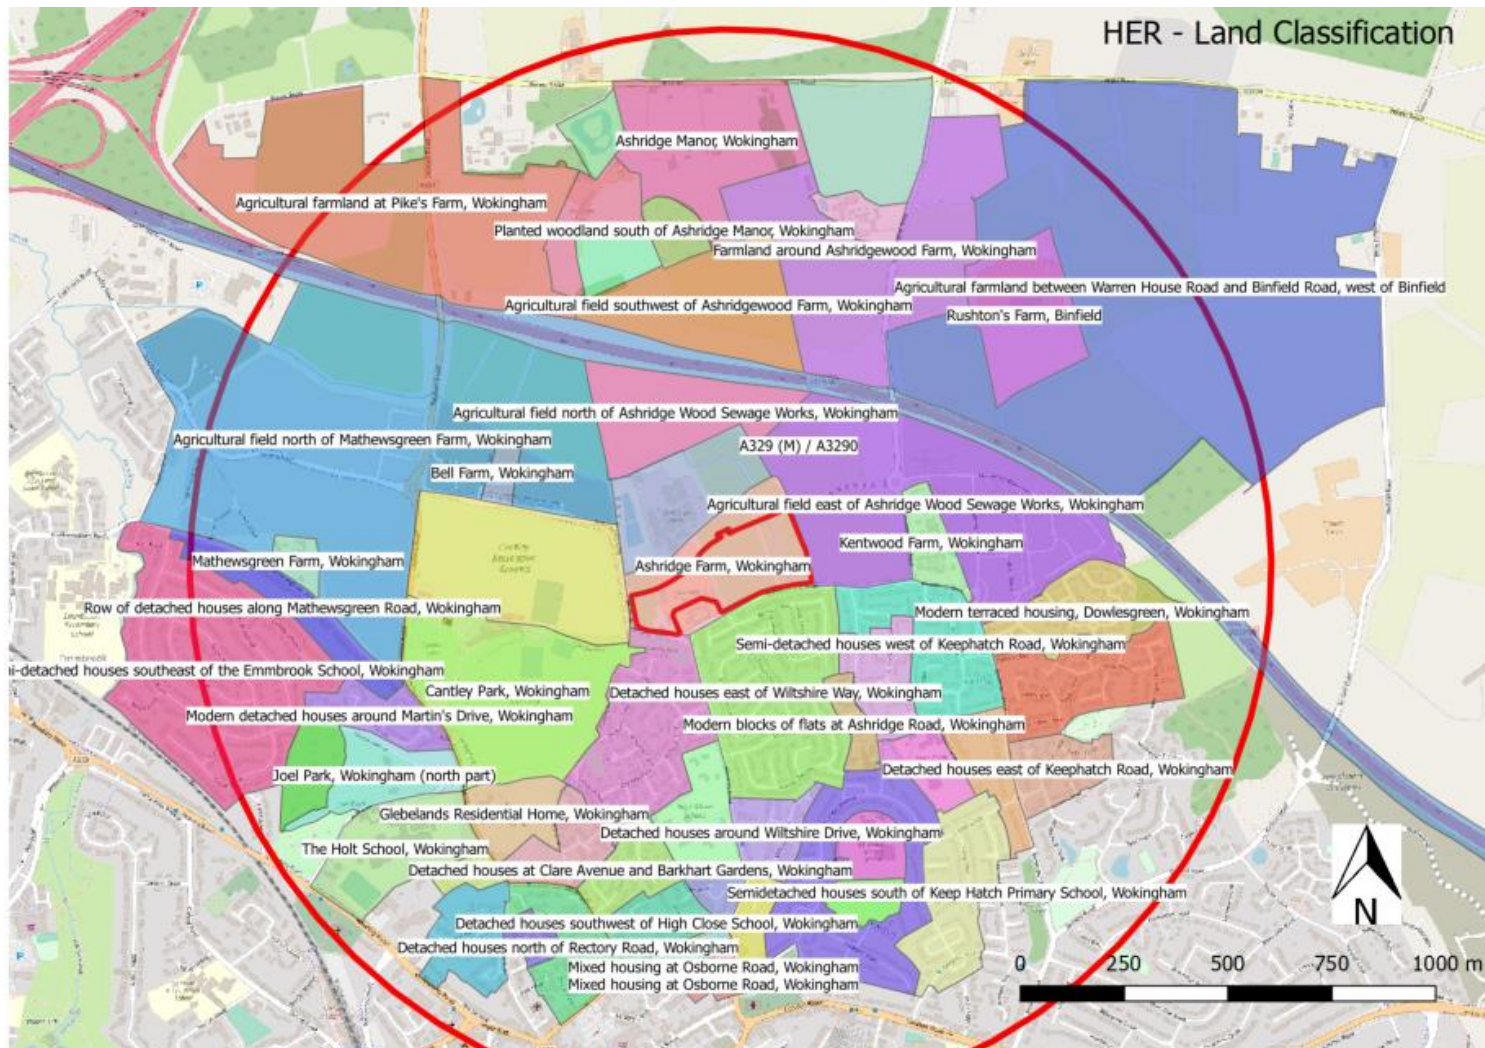 HER - Land Classification
Ashridge Manor, Wokingham
Agricultural farmland at Pike's Farm, Wokingham
Planted woodland south of Ashridge Manor, Wokingham
Farmland around Ashridgewood Farm, Wokingham
Agricultural farmland between Warren House Road and Binfield Road, west of Binfield
Agricultural field southwest of Ashridgewood Farm, Wokingham
Rushton's Farm, Binfield
Agricultural field north of Ashridge Wood Sewage Works, Wokingham
Agricultural field north of Mathewsgreen Farm, Wokingham
A329 (M) / A3290
Bell Farm, Wokingham
Agricultural field east of Ashridge Wood Sewage Works, Wokingham
Kentwood Farm, Wokingham
Mathewsgreen Farm, Wokingham
Ashridge Farm, Wokingham
Row of detached houses along Mathewsgreen Road, Wokingham
Modern terraced housing, Dowlesgreen, Wokingham
Semi-detached houses west of Keephatch Road, Wokingham
i-detached houses southeast of the Emmbrook School, Wokingham
Cantley Park, Wokingham
Detached houses east of Wiltshire Way, Wokingham
Modern detached houses around Martin's Drive, Wokingham
Modern blocks of flats at Ashridge Road, Wokingham
Joel Park, Wokingham (north part)
Detached houses east of Keephatch Road, Wokingham
Glebelands Residential Home, Wokingham
Detached houses around Wiltshire Drive, Wokingham
The Holt School, Wokingham
Detached houses at Clare Avenue and Barkhart Gardens, Wokingham
Semidetached houses south of Keep Hatch Primary School, Wokingham
Detached houses southwest of High Close School, Wokingham
Detached houses north of Rectory Road, Wokingham
Mixed housing at Osborne Road, Wokingham
Mixed housing at Osborne Road, Wokingham
N
0 250 500 750 1000 m